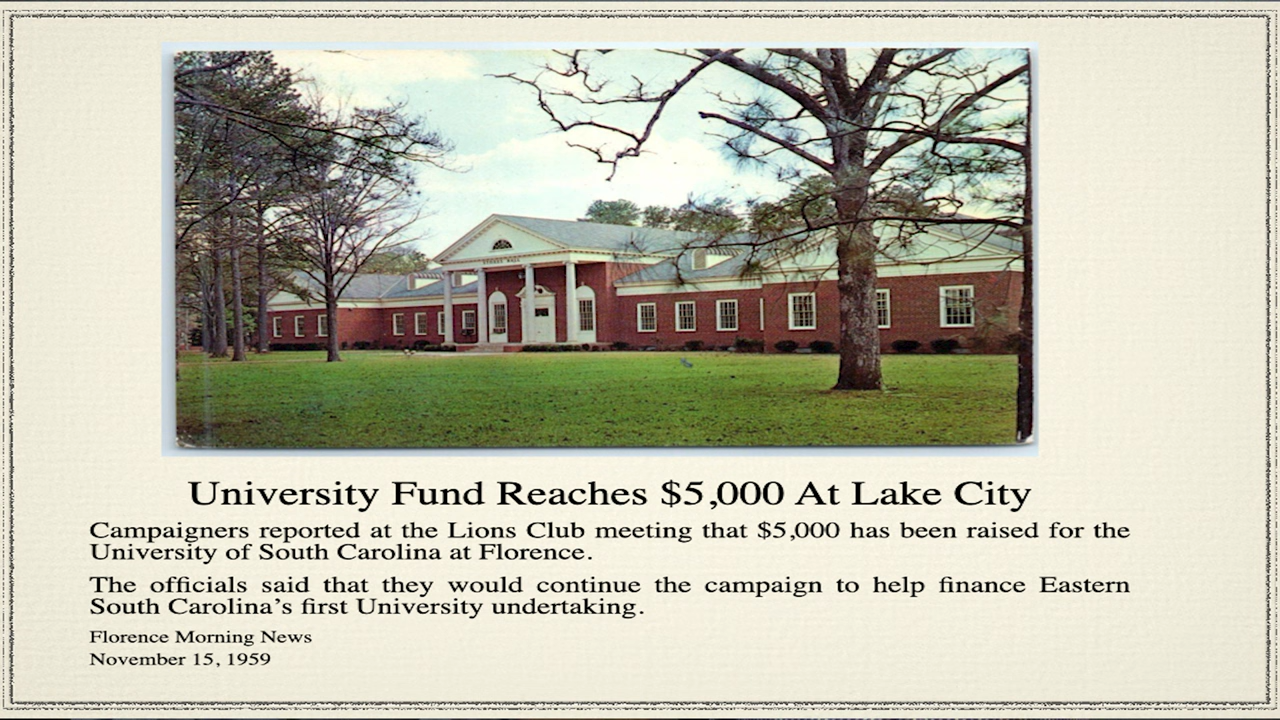 University Fund Reaches $5,000 At Lake City
Campaigners reported at the Lions Club meeting that $5,000 has been raised for the
University of South Carolina at Florence.
The officials said that they would continue the campaign to help finance Eastern
South Carolina’s first University undertaking.
Florence Morning News
November 15, 1959